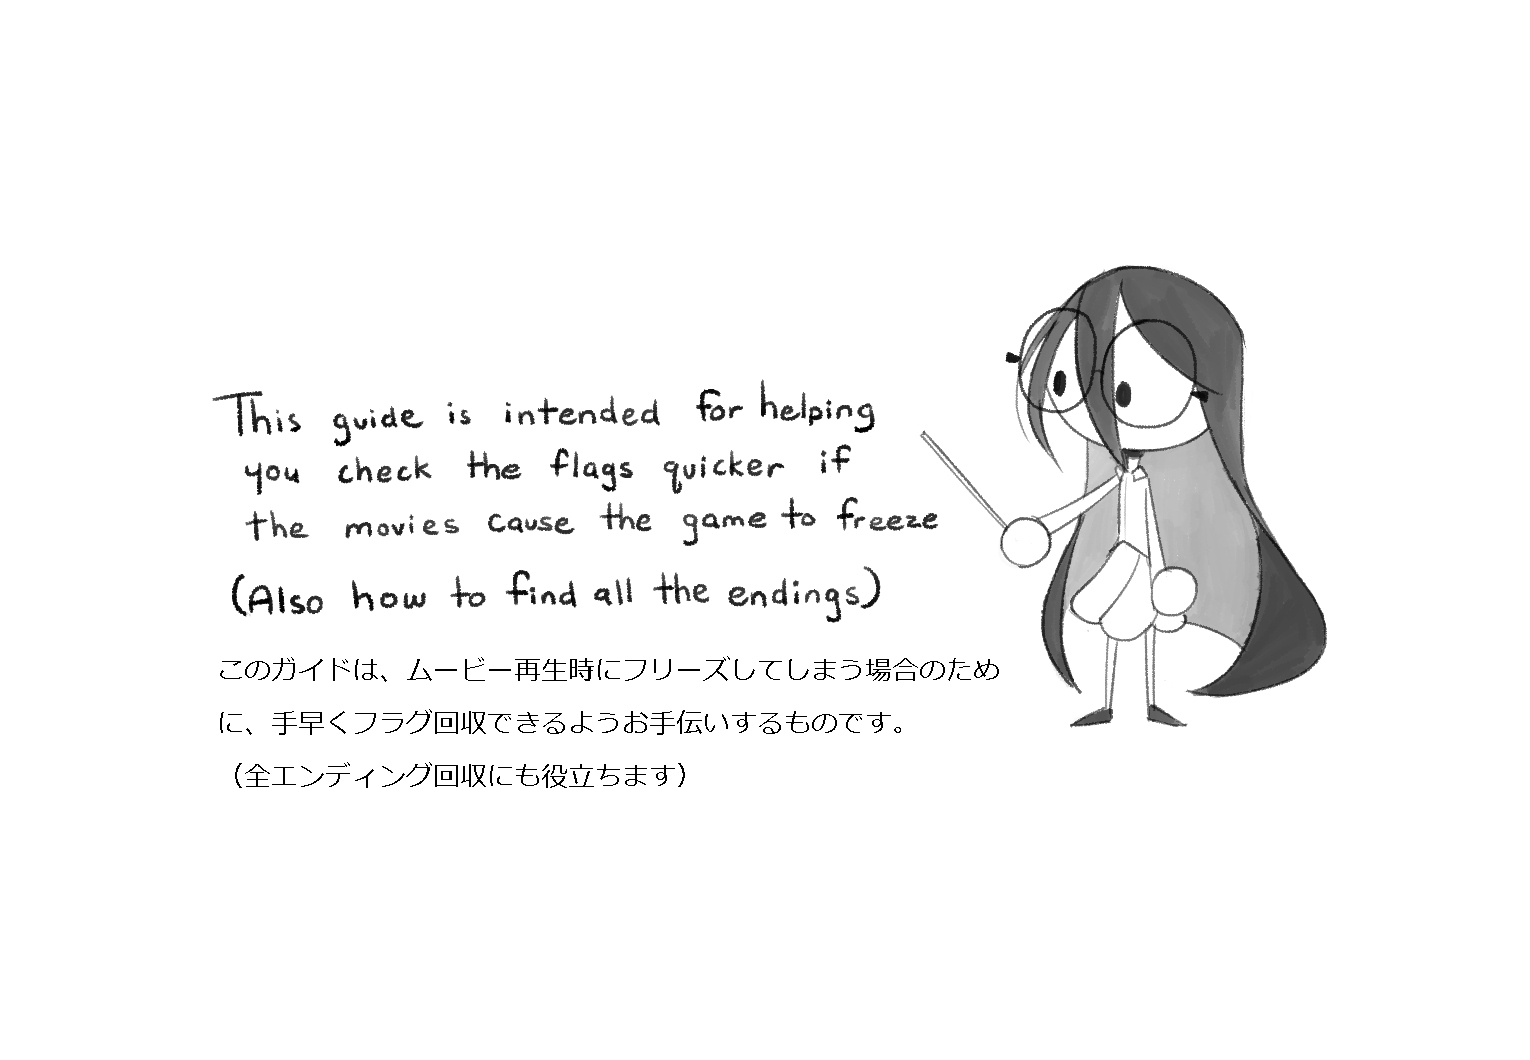 This guide is intended for helping
you check the flags quicker if
the movies cause the game to freeze
(Also how to find all the endings)
このガイドは、ムービー再生時にフリーズしてしまう場合のため
に、手早くフラグ回収できるようお手伝いするものです。
（全エンディング回収にも役立ちます）